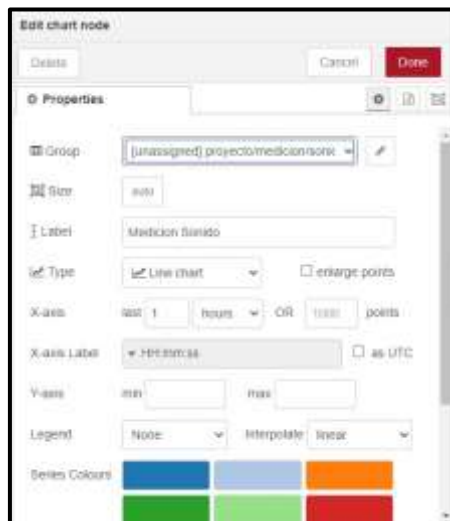 Edit chart node
Delete Cancel Done
Properties
Group [unassigned] proyecto/medicion/sonic
Size auto
Label Medicion Sonido
Type Line chart enlarge points
X-axis last 1 hours OR 1000 points
X-axis Label HH:mm:ss as UTC
Y-axis min max
Legend None Interpolate linear
Series Colours